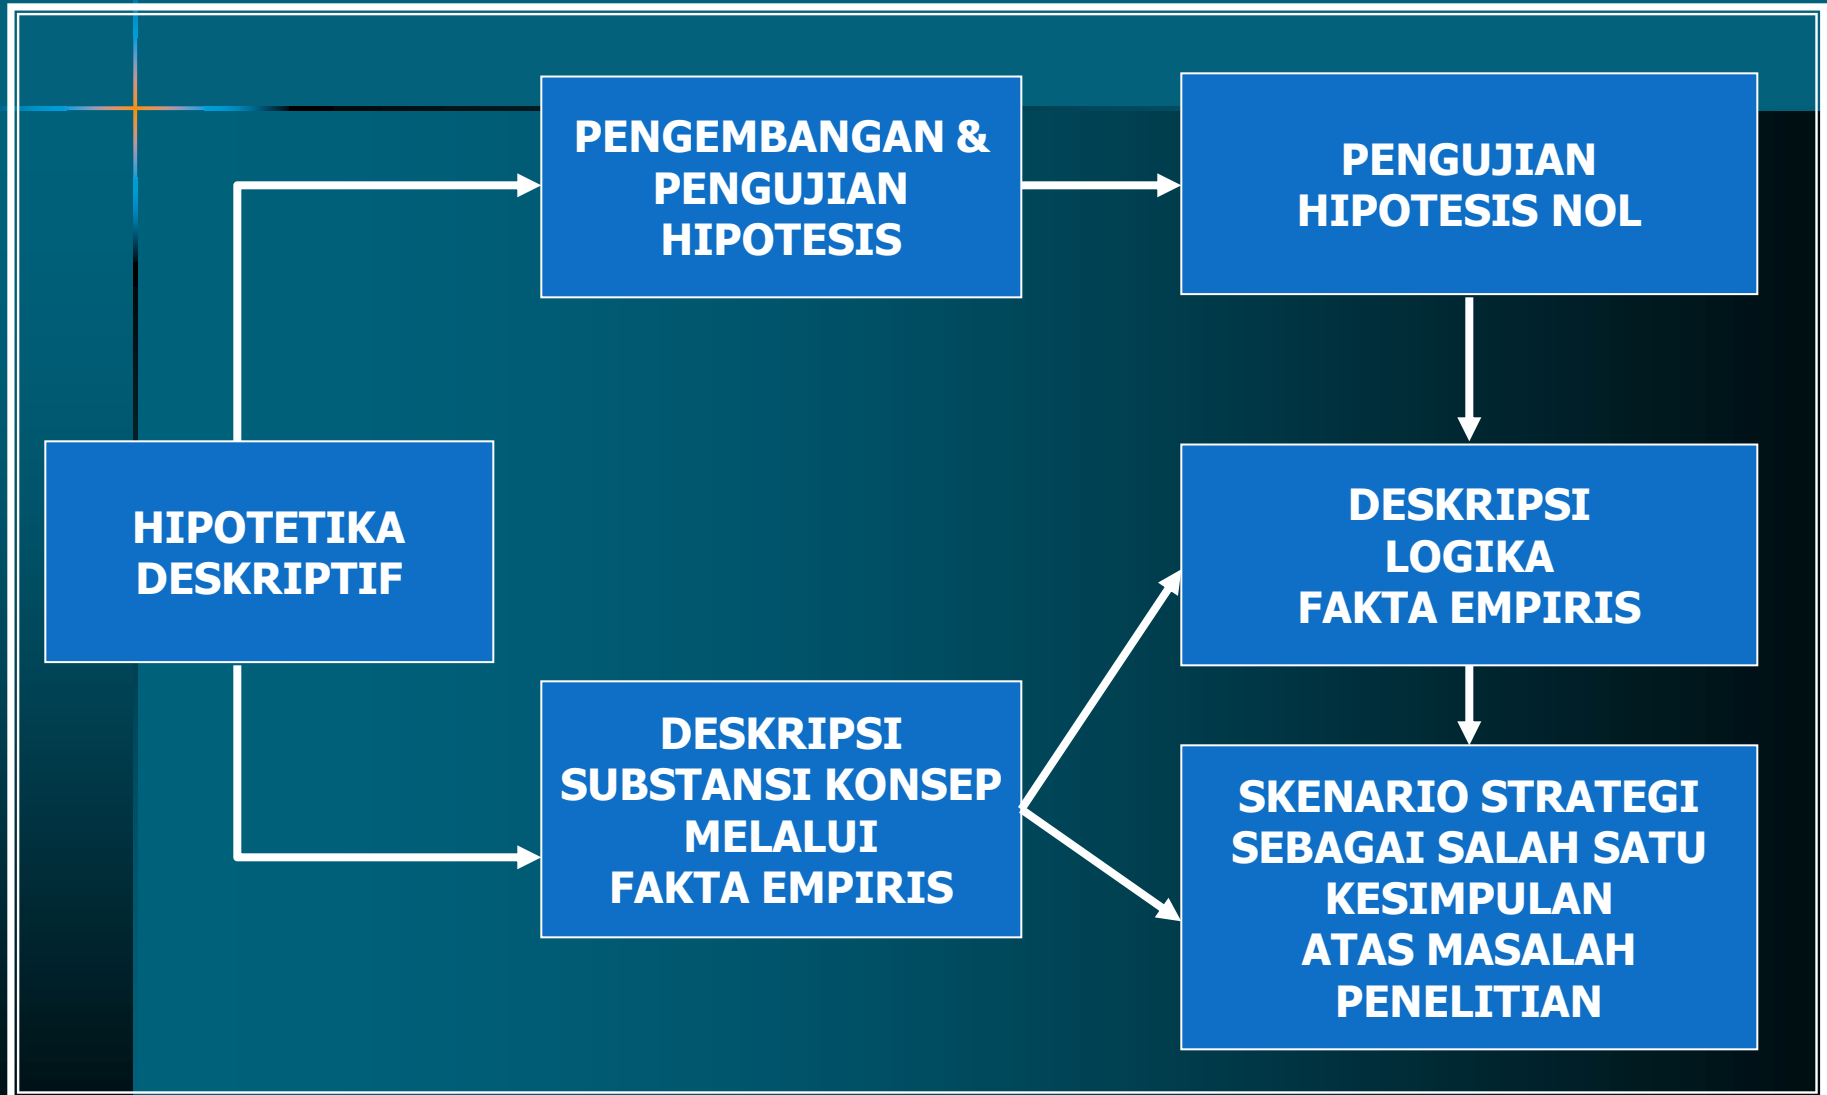 PENGEMBANGAN &
PENGUJIAN
HIPOTESIS
PENGUJIAN
HIPOTESIS NOL
HIPOTETIKA
DESKRIPTIF
DESKRIPSI
LOGIKA
FAKTA EMPIRIS
DESKRIPSI
SUBSTANSI KONSEP
MELALUI
FAKTA EMPIRIS
SKENARIO STRATEGI
SEBAGAI SALAH SATU
KESIMPULAN
ATAS MASALAH
PENELITIAN